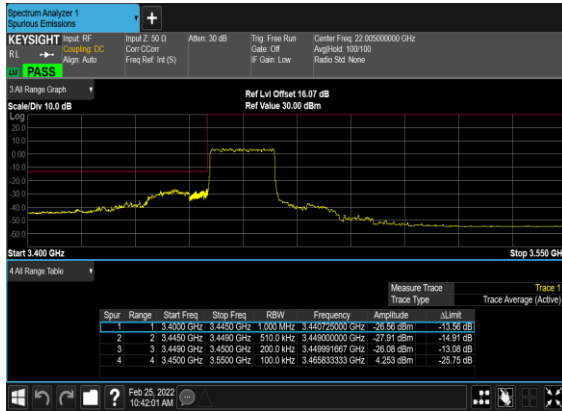 Spectrum Analyzer 1
Spurious Emissions
KEYSIGHT Input: RF Input Z: 50 Ω Atten: 30 dB Trig: Free Run Center Freq: 22.005000000 GHz
RL Coupling: DC Corr CCorr Gate: Off Avg|Hold: 100/100
Align: Auto Freq Ref: Int (S) IF Gain: Low Radio Std: None
LV PASS
3 All Range Graph Ref Lvl Offset 16.07 dB
Scale/Div 10.0 dB Ref Value 30.00 dBm
Log
20.0
10.0
0.00
-10.0
-20.0
-30.0
-40.0
-50.0
-60.0
Start 3.400 GHz Stop 3.550 GHz
4 All Range Table
Measure Trace Trace 1
Trace Type Trace Average (Active)
Spur Range Start Freq Stop Freq RBW Frequency Amplitude ΔLimit
1 1 3.4000 GHz 3.4450 GHz 1.000 MHz 3.440725000 GHz -26.56 dBm -13.56 dB
2 2 3.4450 GHz 3.4490 GHz 510.0 kHz 3.449000000 GHz -27.91 dBm -14.91 dB
3 3 3.4490 GHz 3.4500 GHz 200.0 kHz 3.449991667 GHz -26.08 dBm -13.08 dB
4 4 3.4500 GHz 3.5500 GHz 100.0 kHz 3.465833333 GHz 4.253 dBm -25.75 dB
Feb 25, 2022
10:42:01 AM